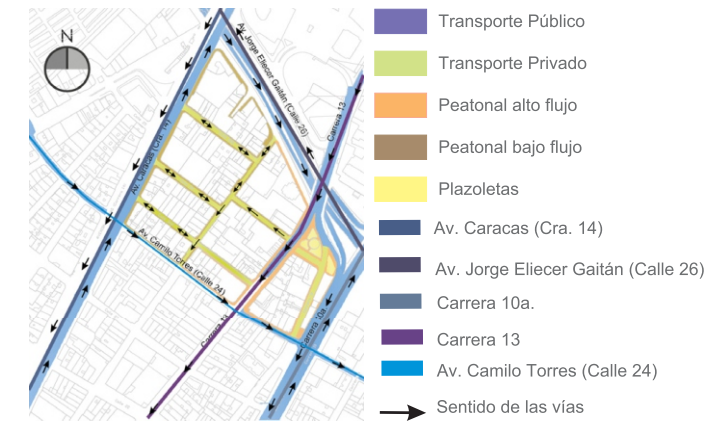 N
Av. Jorge Eliecer Gaitán (Calle 26)
Carrera 13
Av. Caracas (Cra. 14)
Av. Camilo Torres (Calle 24)
Carrera 13
Carrera 10a
Transporte Público
Transporte Privado
Peatonal alto flujo
Peatonal bajo flujo
Plazoletas
Av. Caracas (Cra. 14)
Av. Jorge Eliecer Gaitán (Calle 26)
Carrera 10a.
Carrera 13
Av. Camilo Torres (Calle 24)
Sentido de las vías